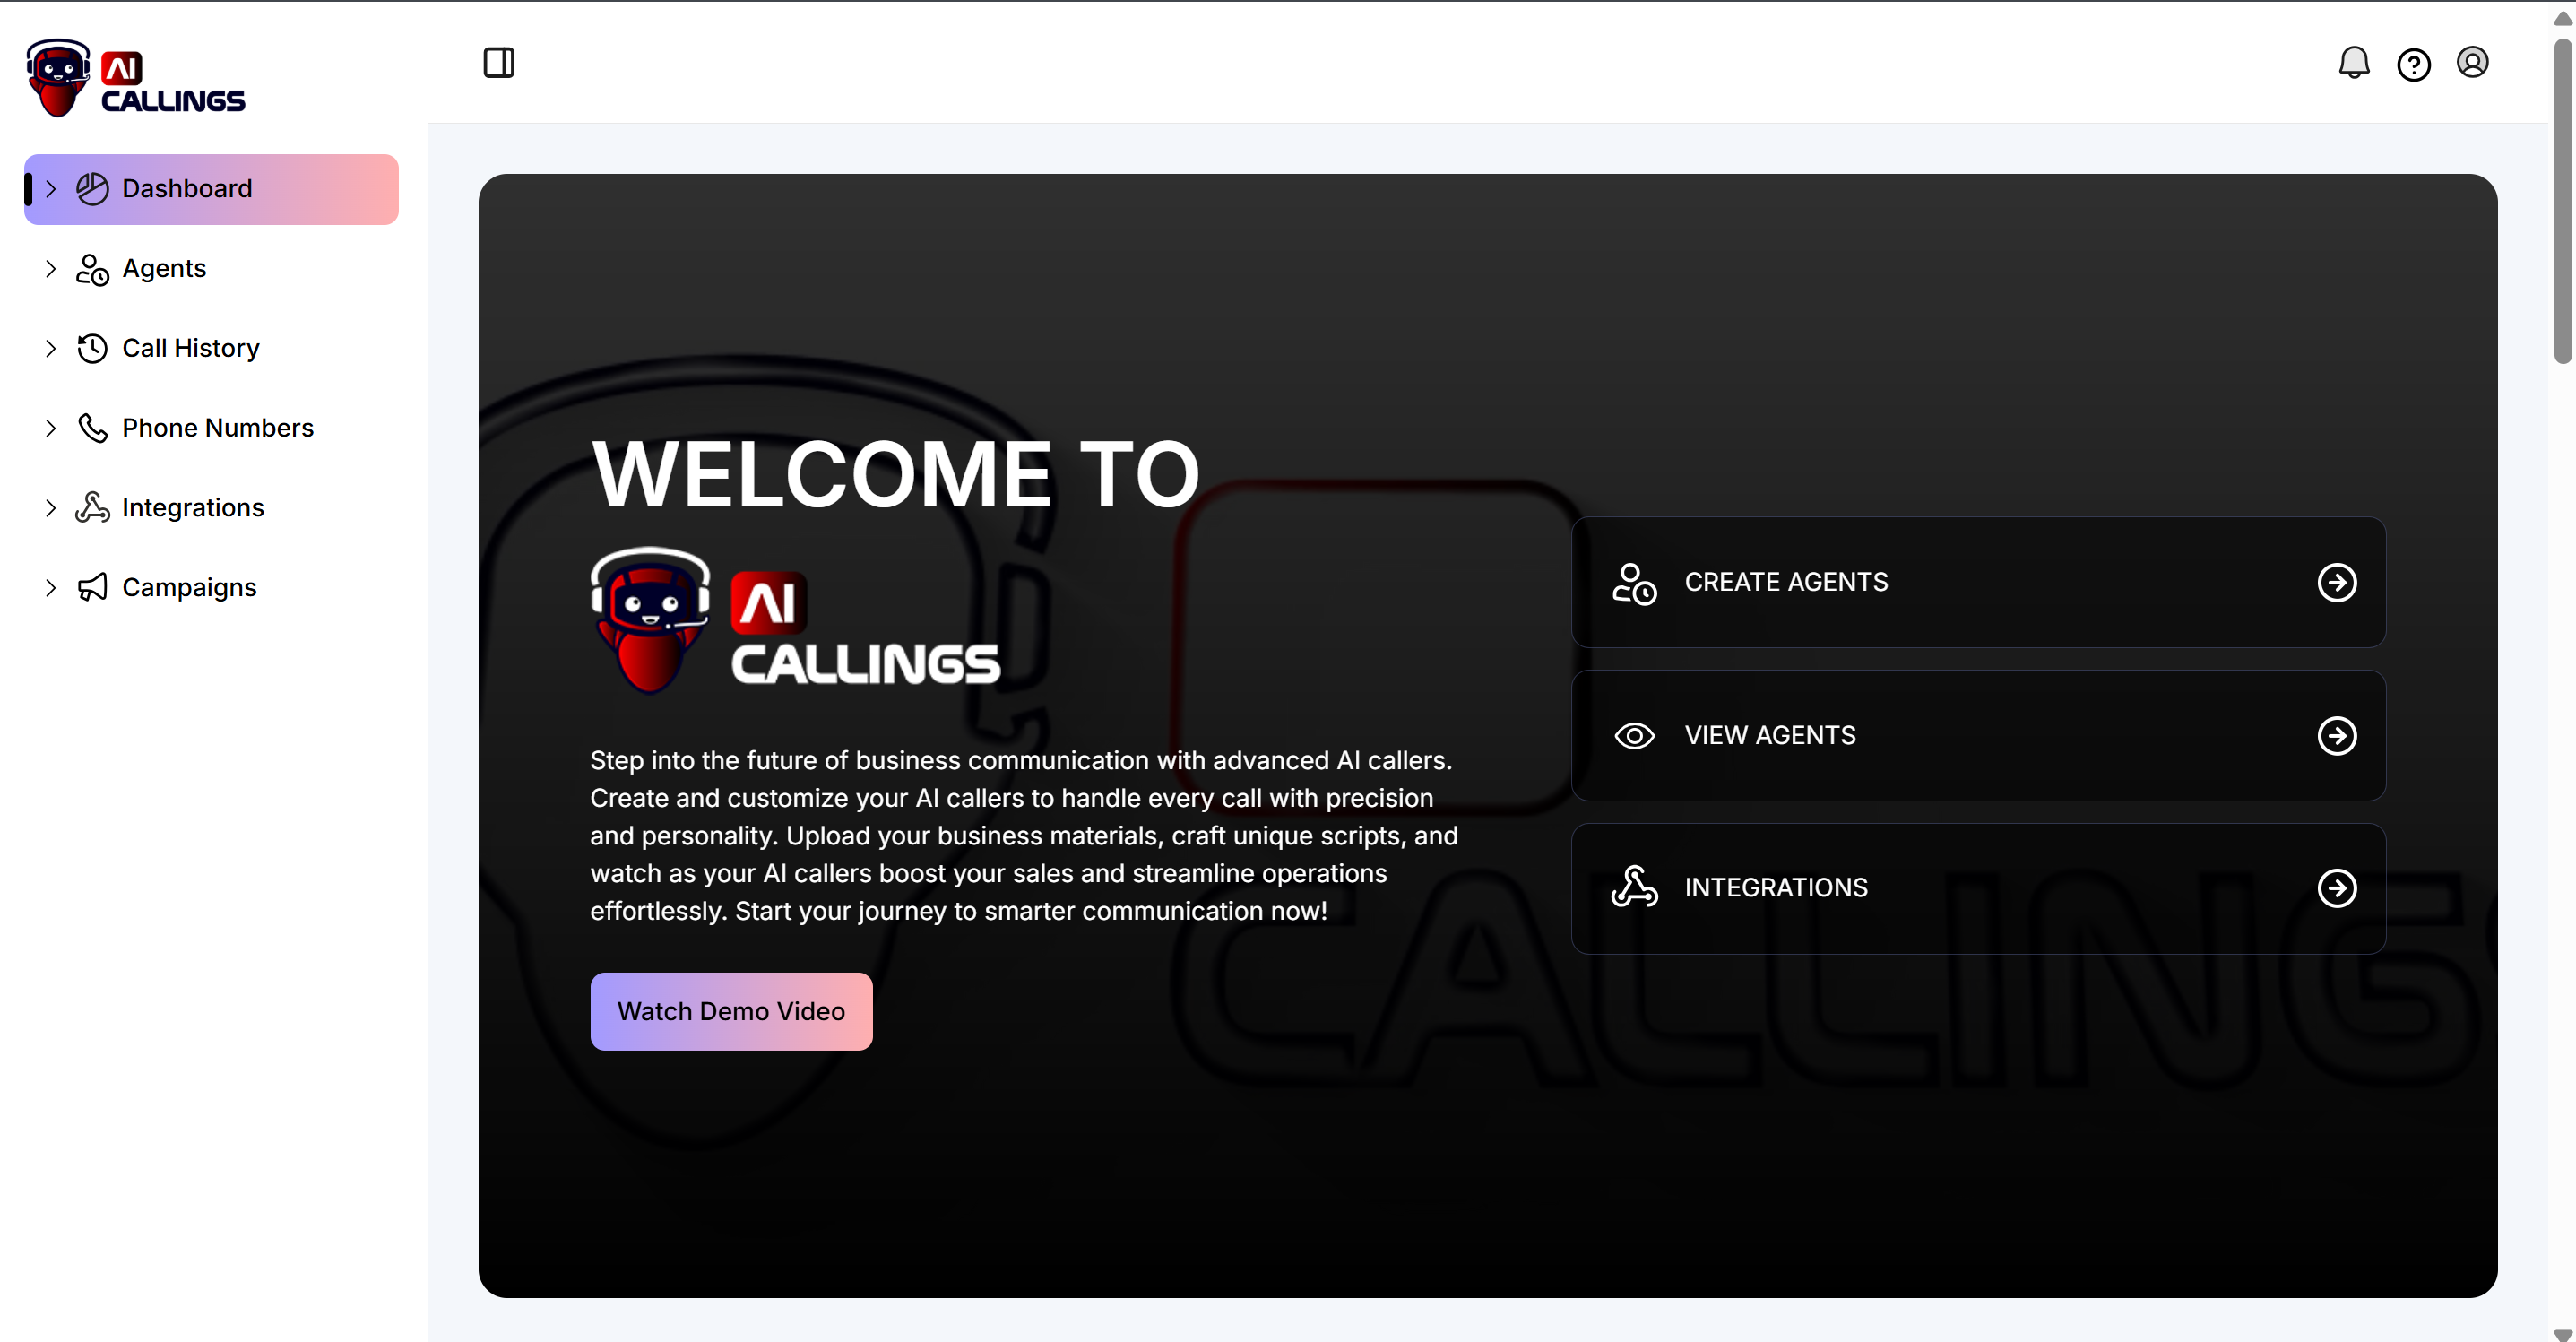 AI
CALLINGS
Dashboard
Agents
Call History
Phone Numbers
Integrations
Campaigns
WELCOME TO
AI
CALLINGS
Step into the future of business communication with advanced AI callers.
Create and customize your AI callers to handle every call with precision
and personality. Upload your business materials, craft unique scripts, and
watch as your AI callers boost your sales and streamline operations
effortlessly. Start your journey to smarter communication now!
Watch Demo Video
CREATE AGENTS
VIEW AGENTS
INTEGRATIONS
CALLINGS